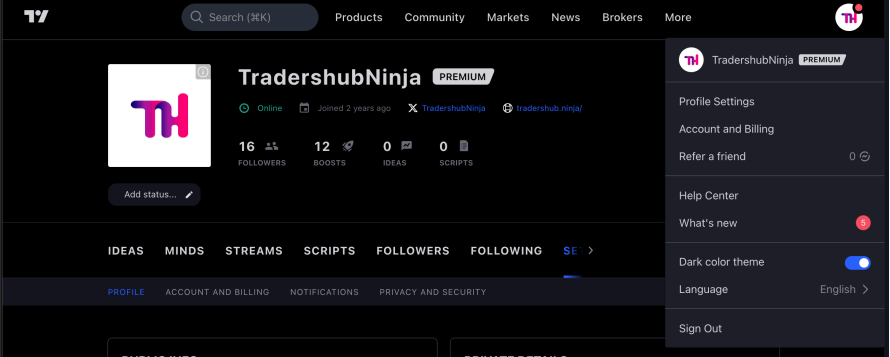 Search (⌘K) Products Community Markets News Brokers More
TH
TradershubNinja PREMIUM
Online Joined 2 years ago TradershubNinja tradershub.ninja/
16 12 0 0
FOLLOWERS BOOSTS IDEAS SCRIPTS
Add status...
IDEAS MINDS STREAMS SCRIPTS FOLLOWERS FOLLOWING
PROFILE ACCOUNT AND BILLING NOTIFICATIONS PRIVACY AND SECURITY
TH
TH TradershubNinja PREMIUM
Profile Settings
Account and Billing
Refer a friend 0
Help Center
What's new 5
Dark color theme
Language English
Sign Out